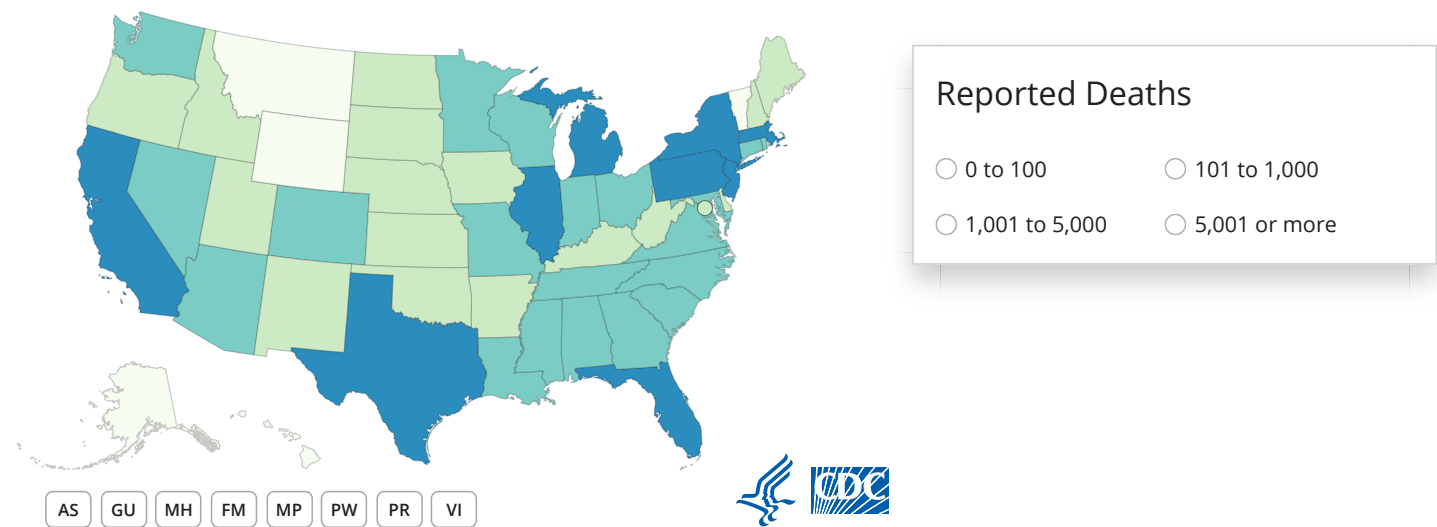 Reported Deaths
0 to 100 101 to 1,000
1,001 to 5,000 5,001 or more
AS GU MH FM MP PW PR VI
CDC